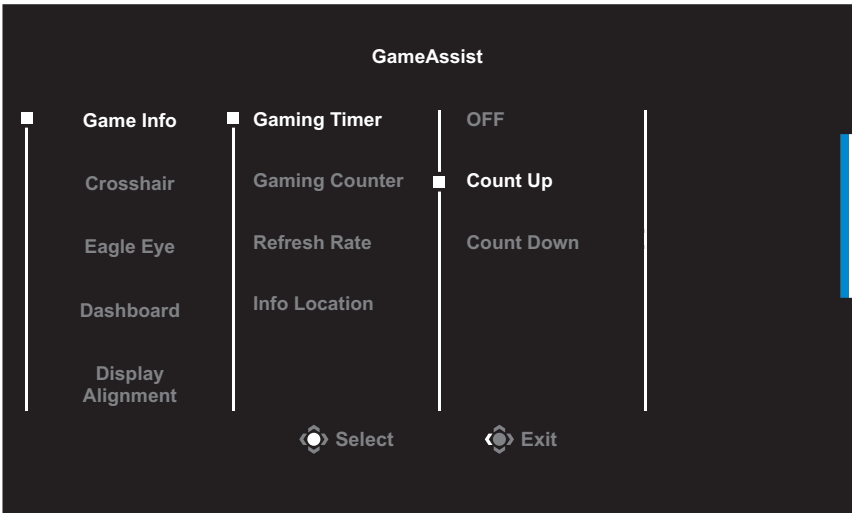 GameAssist
Game Info
Gaming Timer
OFF
Crosshair
Gaming Counter
Count Up
Eagle Eye
Refresh Rate
Count Down
Dashboard
Info Location
Display
Alignment
Select
Exit